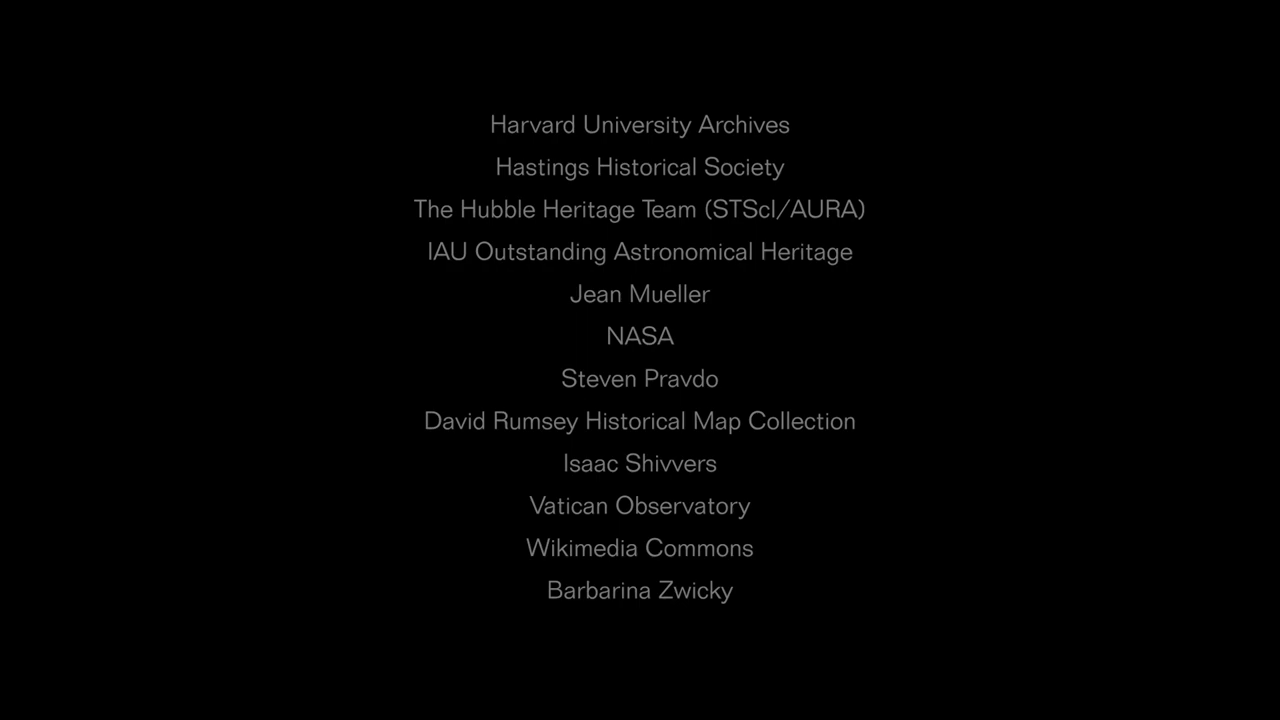 Harvard University Archives
Hastings Historical Society
The Hubble Heritage Team (STScI/AURA)
IAU Outstanding Astronomical Heritage
Jean Mueller
NASA
Steven Pravdo
David Rumsey Historical Map Collection
Isaac Shivvers
Vatican Observatory
Wikimedia Commons
Barbarina Zwicky